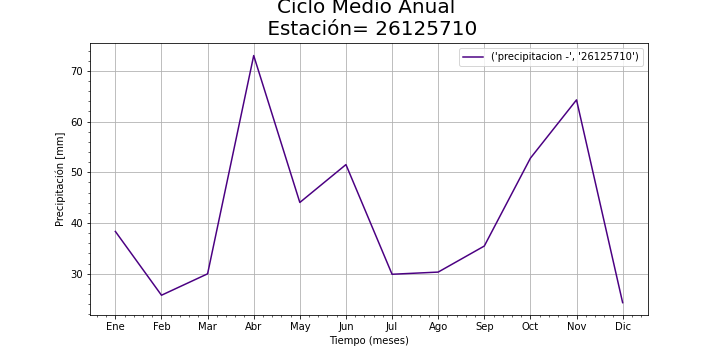 Ciclo Medio Anual
Estación= 26125710
('precipitacion -', '26125710')
Precipitación [mm]
70
60
50
40
30
Ene Feb Mar Abr May Jun Jul Ago Sep Oct Nov Dic
Tiempo (meses)